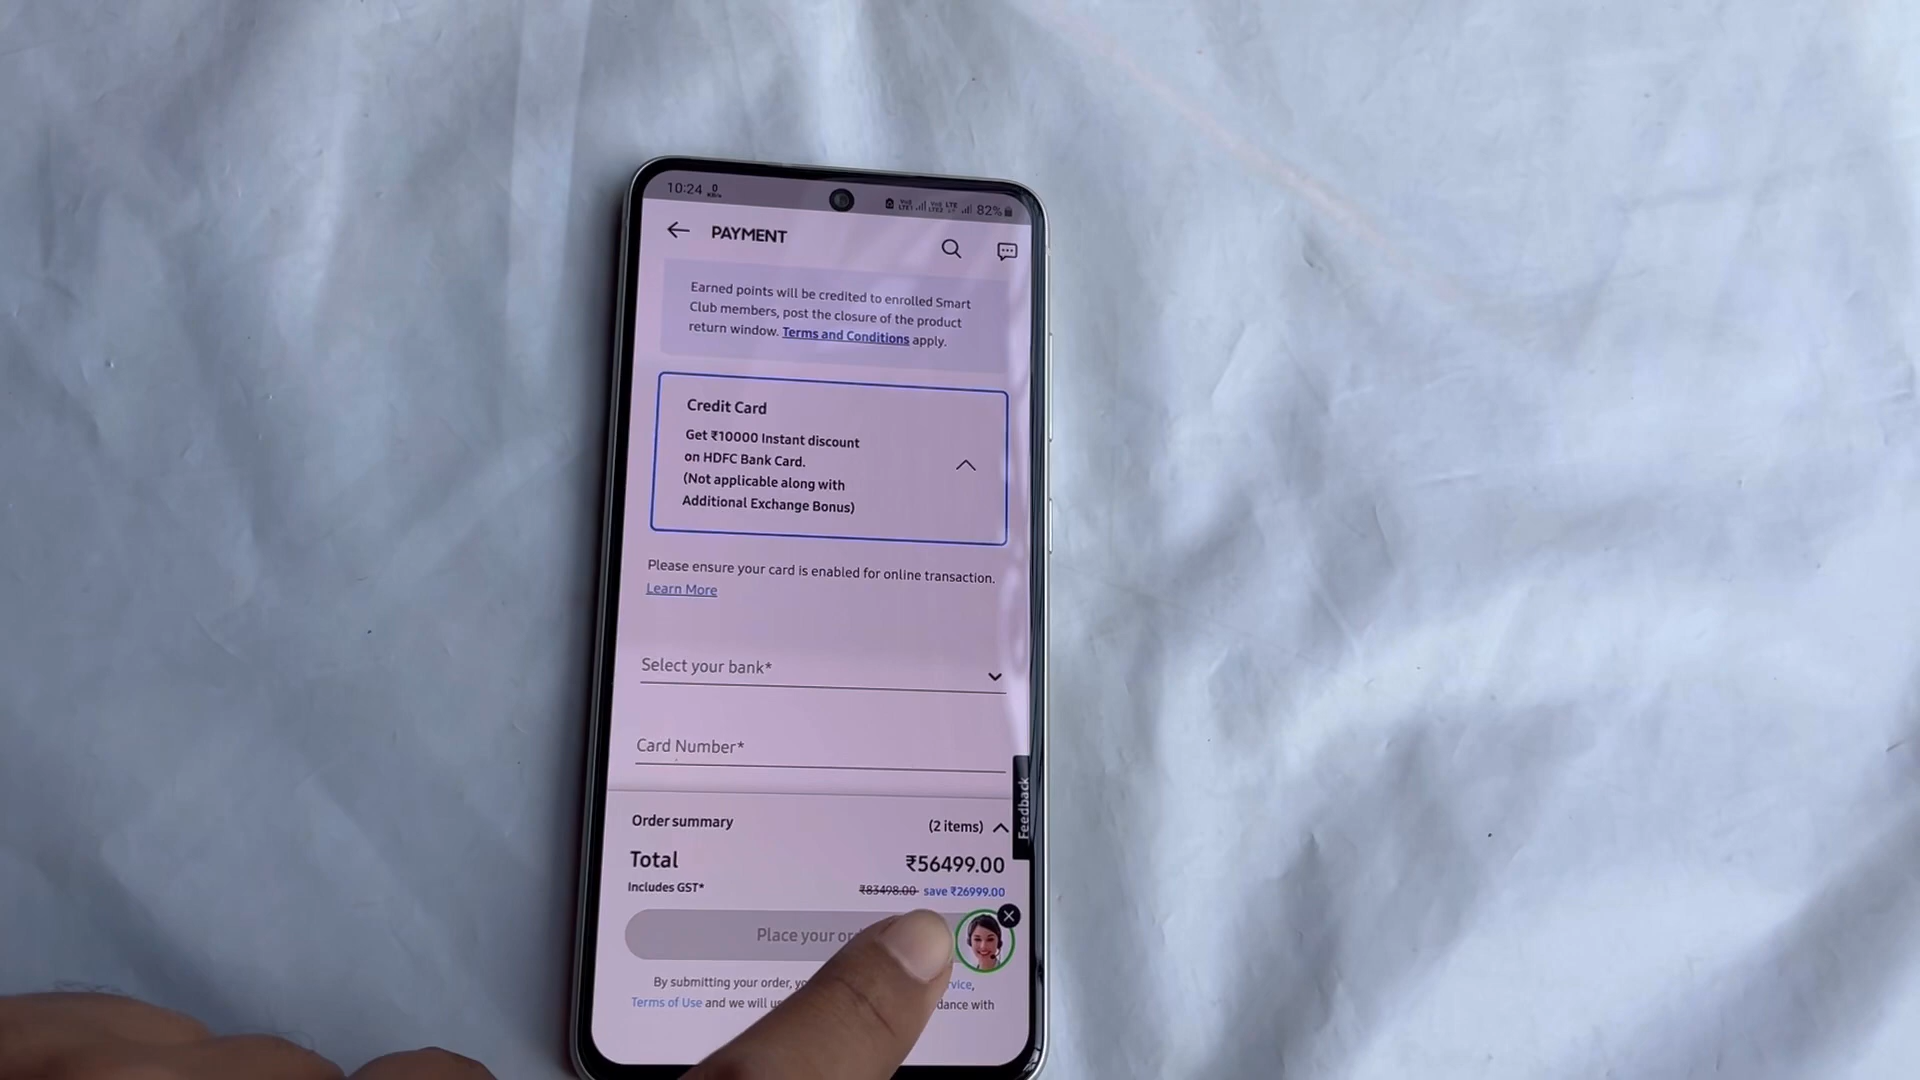 10:24 0
KB/s
82%
PAYMENT
Earned points will be credited to enrolled Smart
Club members, post the closure of the product
return window. Terms and Conditions apply.
Credit Card
Get ₹10000 Instant discount
on HDFC Bank Card.
(Not applicable along with
Additional Exchange Bonus)
Please ensure your card is enabled for online transaction.
Learn More
Select your bank*
Card Number*
Feedback
Order summary (2 items)
Total ₹56499.00
Includes GST* ₹83498.00 save ₹26999.00
Place your
By submitting your order,
Terms of Use and we will
dance with